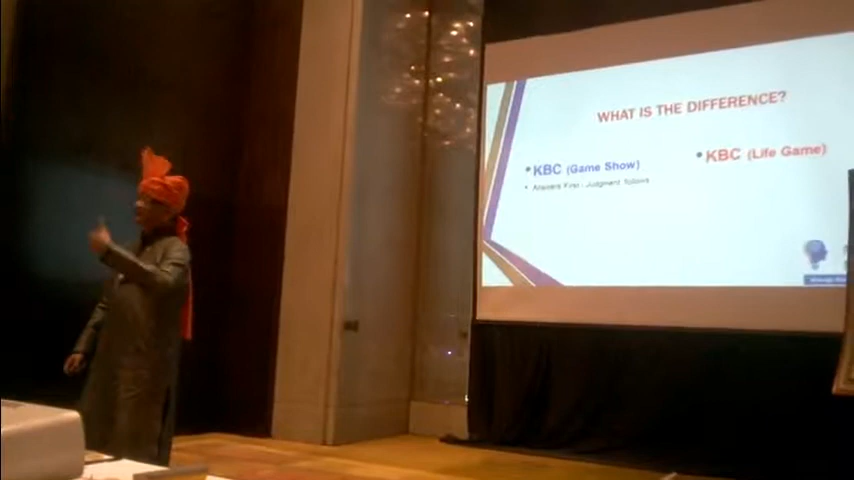 WHAT IS THE DIFFERENCE?
• KBC (Game Show)
• Answers First - Judgment follows
• KBC (Life Game)